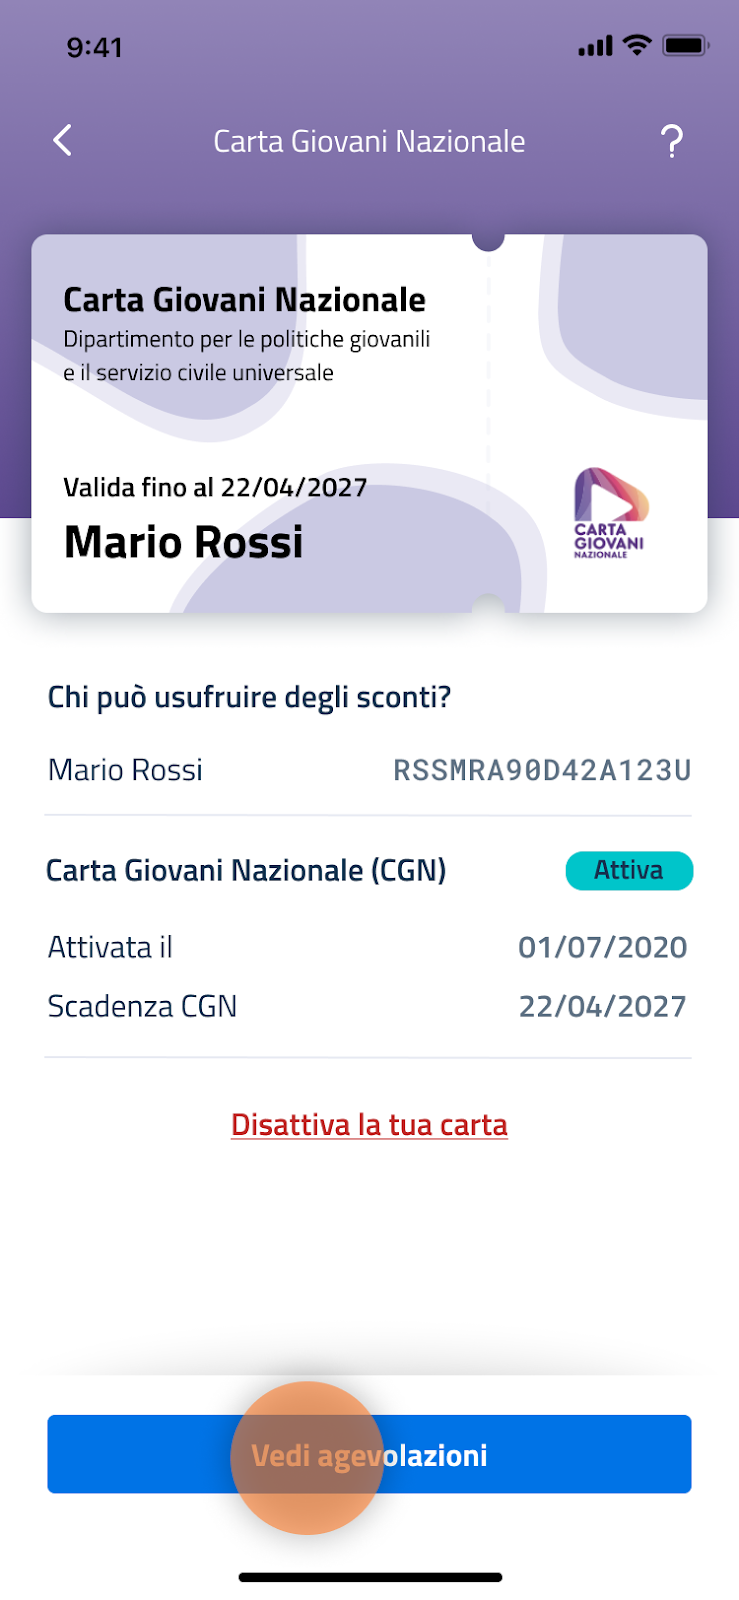 9:41
Carta Giovani Nazionale
?
Carta Giovani Nazionale
Dipartimento per le politiche giovanili
e il servizio civile universale
Valida fino al 22/04/2027
Mario Rossi
CARTA
GIOVANI
NAZIONALE
Chi può usufruire degli sconti?
Mario Rossi RSSMRA90D42A123U
Carta Giovani Nazionale (CGN) Attiva
Attivata il 01/07/2020
Scadenza CGN 22/04/2027
Disattiva la tua carta
Vedi agevolazioni